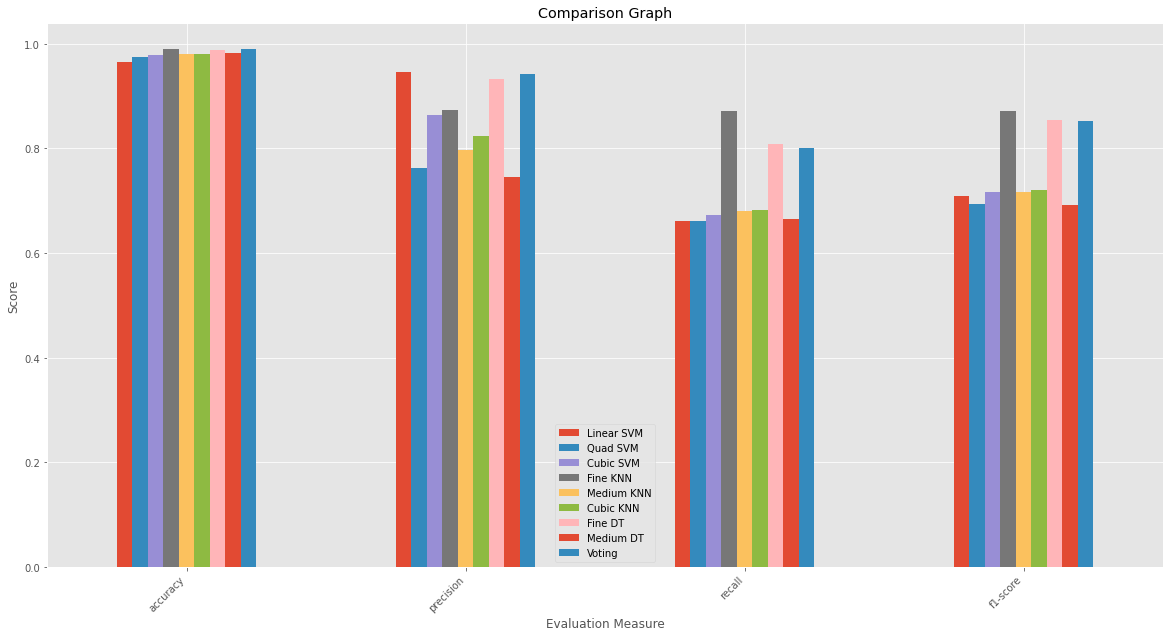 Comparison Graph
1.0
0.8
0.6
0.4
0.2
0.0
Score
Linear SVM
Quad SVM
Cubic SVM
Fine KNN
Medium KNN
Cubic KNN
Fine DT
Medium DT
Voting
accuracy
precision
recall
f1-score
Evaluation Measure